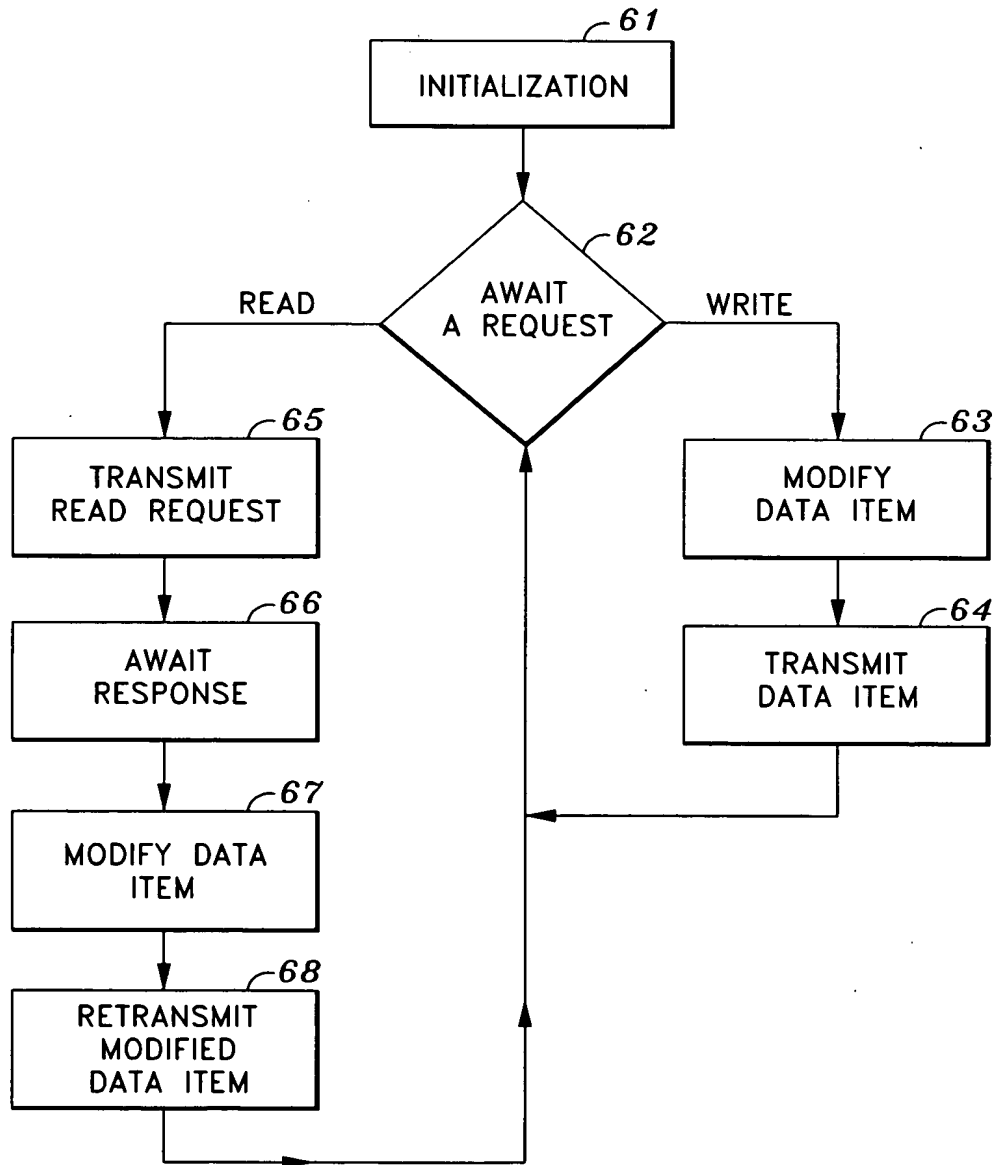 61
INITIALIZATION
62
AWAIT
A REQUEST
READ
WRITE
65
TRANSMIT
READ REQUEST
66
AWAIT
RESPONSE
67
MODIFY DATA
ITEM
68
RETRANSMIT
MODIFIED
DATA ITEM
63
MODIFY
DATA ITEM
64
TRANSMIT
DATA ITEM